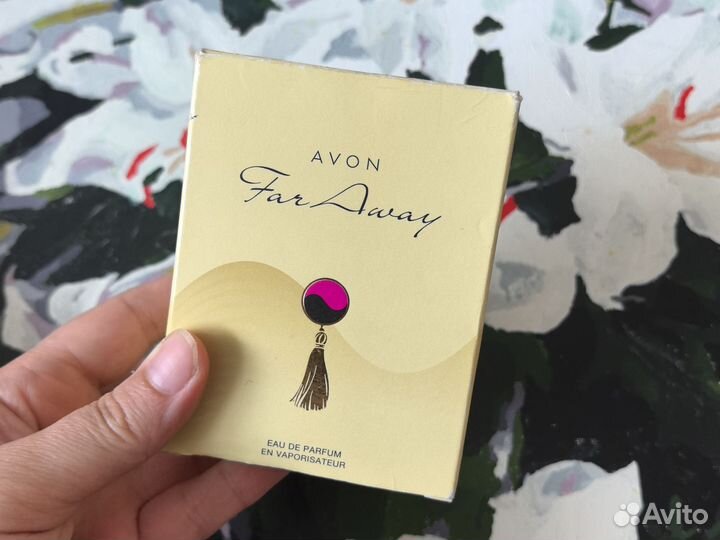 AVON
Far Away
EAU DE PARFUM
EN VAPORISATEUR
Avito